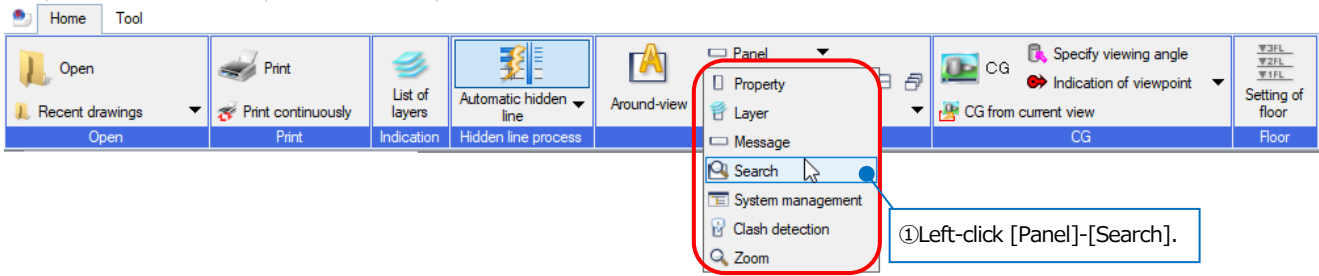 Home Tool
Open
Recent drawings
Open
Print
Print continuously
Print
List of
layers
Indication
Automatic hidden
line
Hidden line process
Around-view
Panel
Property
Layer
Message
Search
System management
Clash detection
Zoom
CG
Specify viewing angle
Indication of viewpoint
CG from current view
CG
▼3FL
▼2FL
▼1FL
Setting of
floor
Floor
①Left-click [Panel]-[Search].